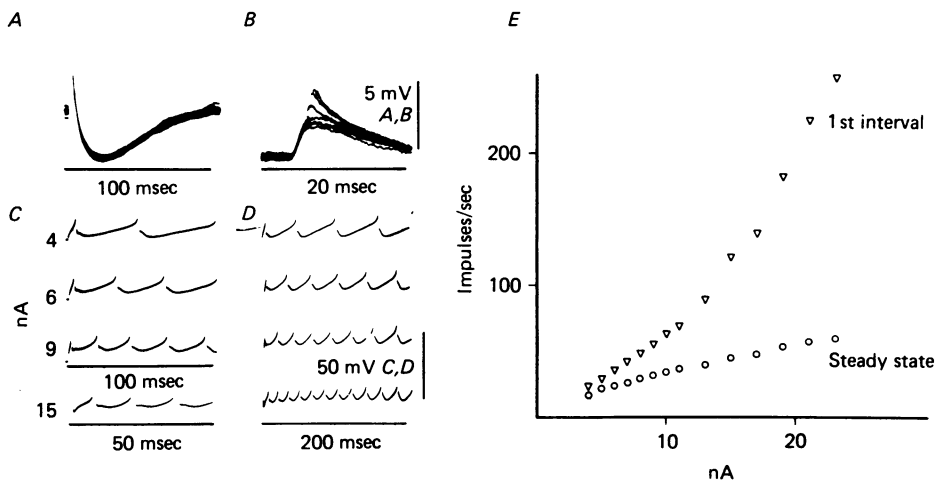 A
B
E
5 mV
A,B
100 msec
20 msec
C
D
4
6
9
15
nA
100 msec
50 mV C,D
50 msec
200 msec
Impulses/sec
200
100
1st interval
Steady state
10
20
nA